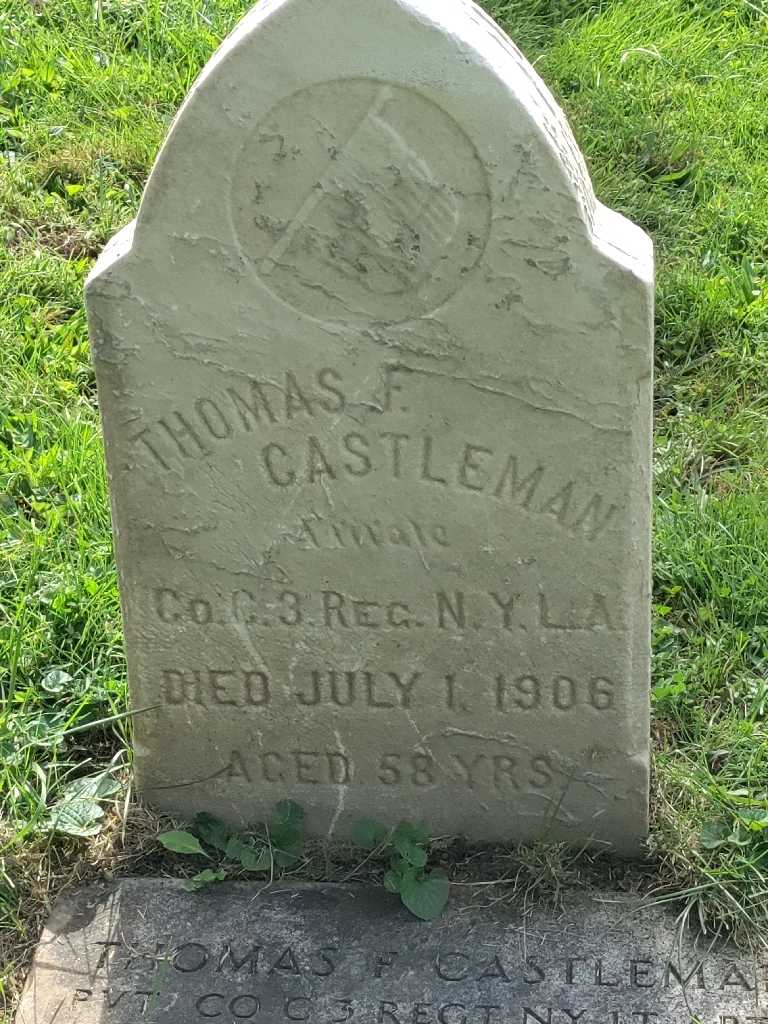 THOMAS F.
CASTLEMAN
Private
Co. C. 3. REG. N. Y. L. A.
DIED JULY 1. 1906
AGED 58 YRS
THOMAS F CASTLEMA
PVT CO C 3 REGT NY LT